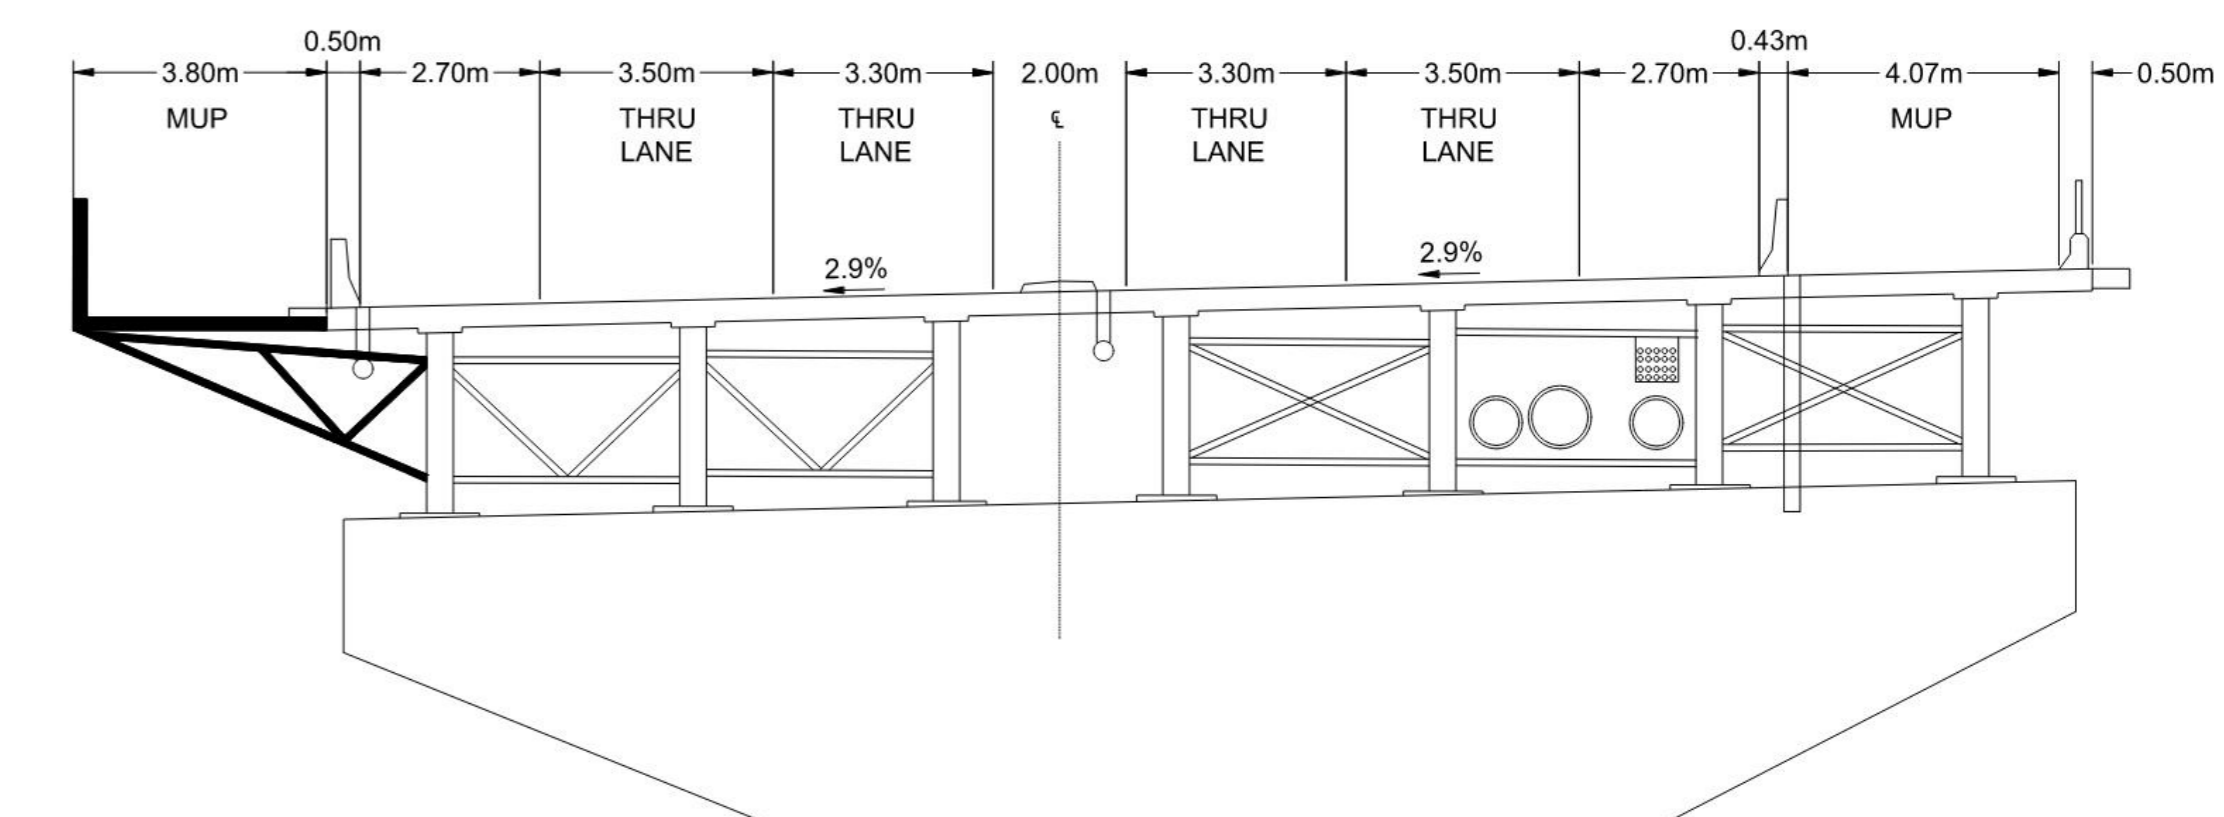 0.50m
0.43m
3.80m
2.70m
3.50m
3.30m
2.00m
3.30m
3.50m
2.70m
4.07m
0.50m
MUP
THRU
LANE
THRU
LANE
℄
THRU
LANE
THRU
LANE
MUP
2.9%
2.9%